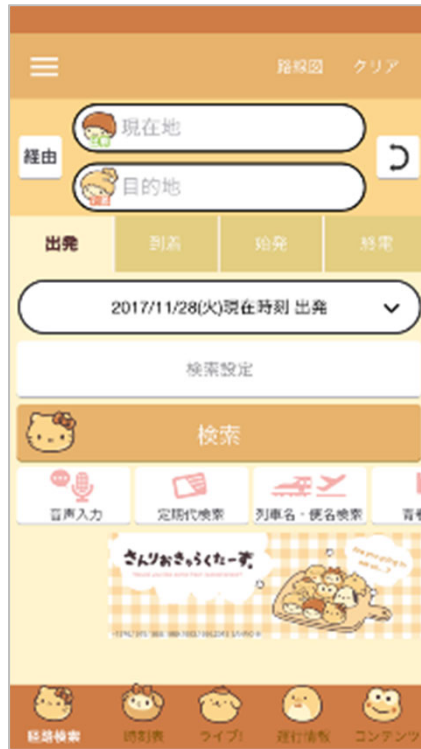 路線図 クリア
現在地
経由
目的地
出発 到着 始発 終電
2017/11/28(火)現在時刻 出発
検索設定
検索
音声入力 定期代検索 列車名・便名検索
さんりおきゃらくたーず
経路検索 時刻表 ライブ! 運行情報 コンテンツ